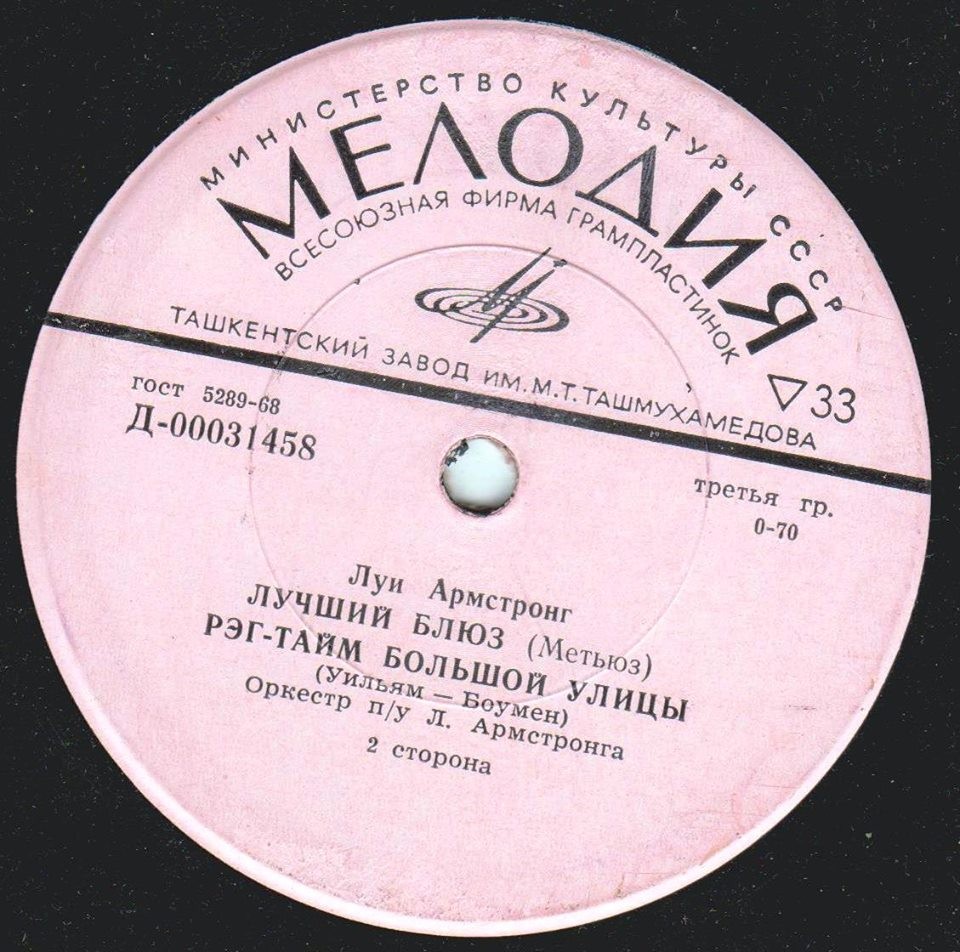 МИНИСТЕРСТВО КУЛЬТУРЫ СССР
МЕЛОДИЯ
ВСЕСОЮЗНАЯ ФИРМА ГРАМПЛАСТИНОК
ТАШКЕНТСКИЙ ЗАВОД ИМ. М. Т. ТАШМУХАМЕДОВА
▽33
гост 5289-68
Д-00031458
третья гр.
0-70
Луи Армстронг
ЛУЧШИЙ БЛЮЗ (Метьюз)
РЭГ-ТАЙМ БОЛЬШОЙ УЛИЦЫ
(Уильям — Боумен)
Оркестр п/у Л. Армстронга
2 сторона